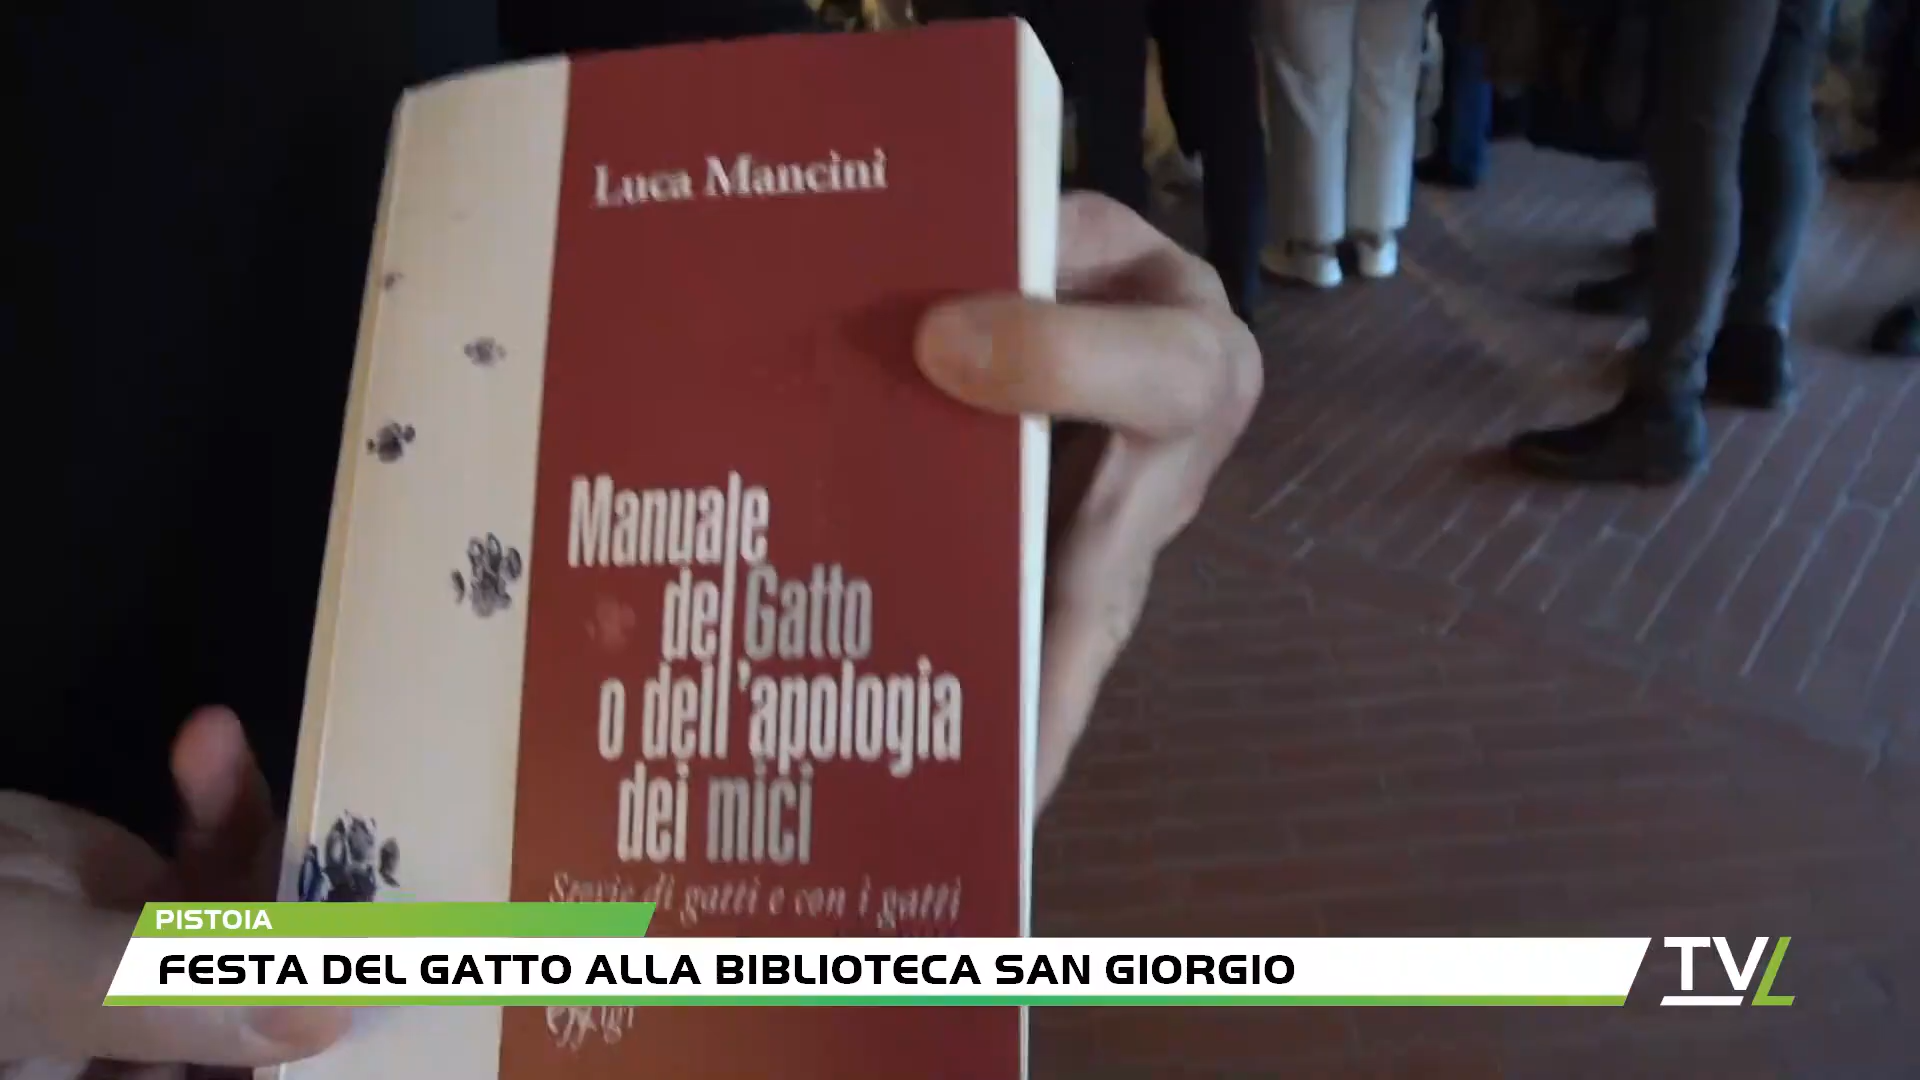 Luca Mancini
Manuale
del Gatto
o dell'apologia
dei mici
Storie di gatti e con i gatti
effigi
PISTOIA
FESTA DEL GATTO ALLA BIBLIOTECA SAN GIORGIO
TVL